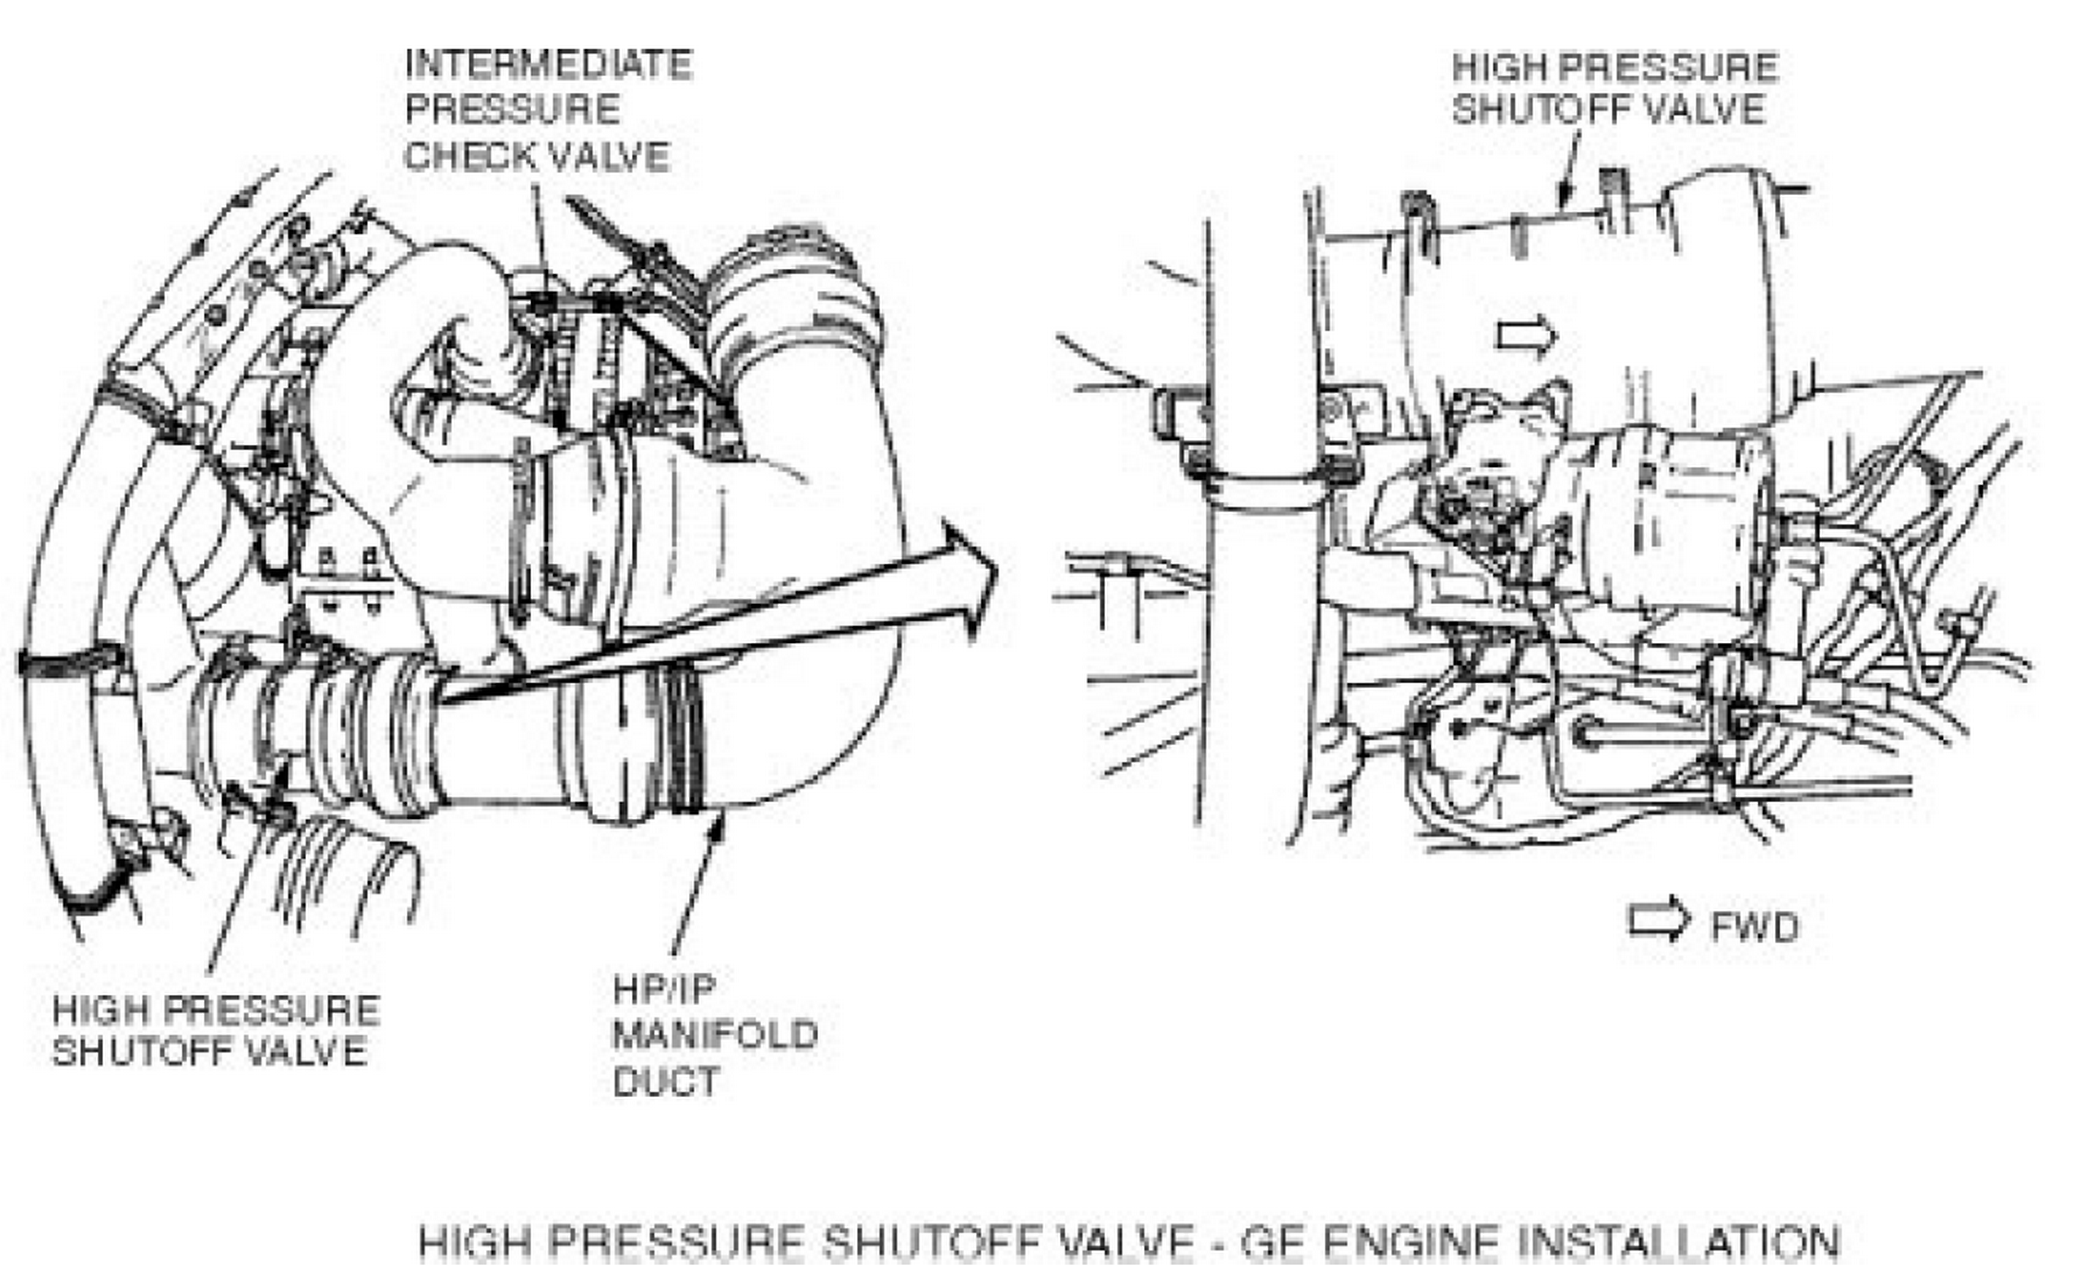 INTERMEDIATE
PRESSURE
CHECK VALVE
HIGH PRESSURE
SHUTOFF VALVE
FWD
HIGH PRESSURE
SHUTOFF VALVE
HP/IP
MANIFOLD
DUCT
HIGH PRESSURE SHUTOFF VALVE - GE ENGINE INSTALLATION